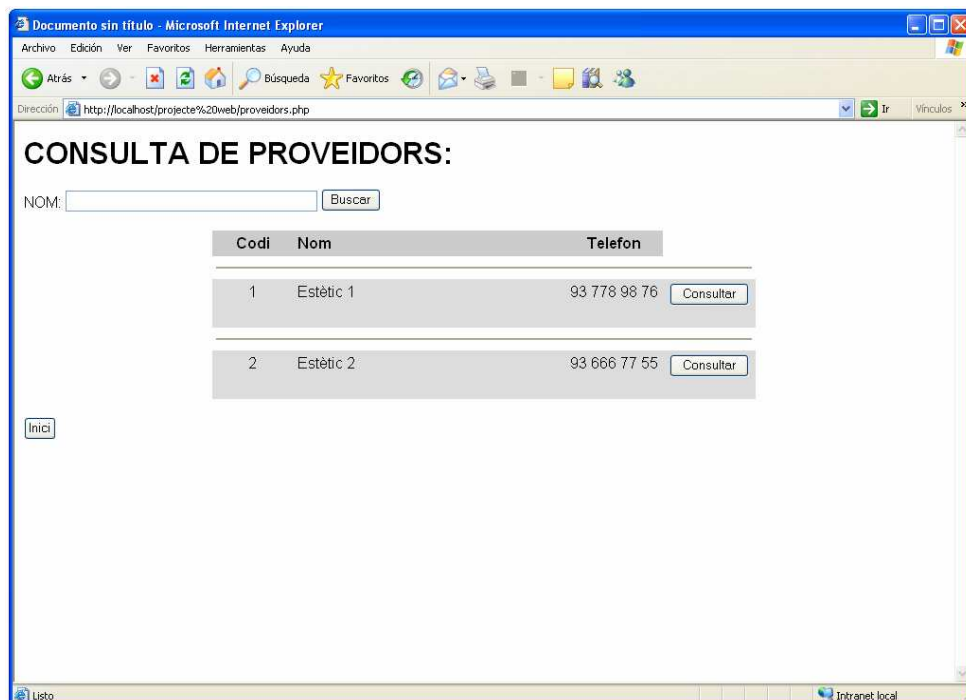 Documento sin título - Microsoft Internet Explorer
Archivo Edición Ver Favoritos Herramientas Ayuda
Atrás Búsqueda Favoritos
Dirección http://localhost/projecte%20web/proveidors.php Ir Vínculos »
CONSULTA DE PROVEIDORS:
NOM: Buscar
Codi Nom Telefon
1 Estètic 1 93 778 98 76 Consultar
2 Estètic 2 93 666 77 55 Consultar
Inici
Listo Intranet local